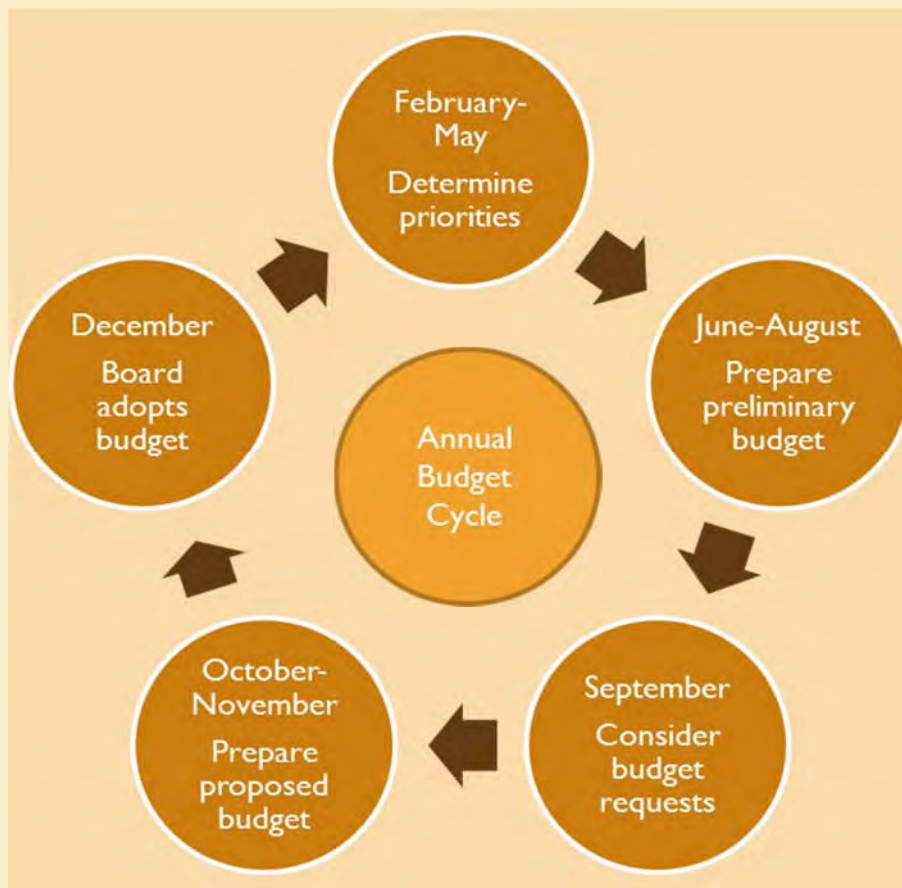 February-
May
Determine
priorities
June-August
Prepare
preliminary
budget
September
Consider
budget
requests
October-
November
Prepare
proposed
budget
December
Board
adopts
budget
Annual
Budget
Cycle